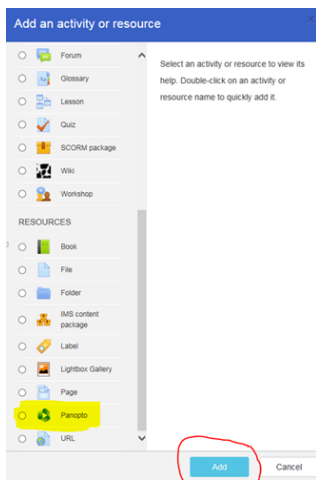 Add an activity or resource
Forum
Glossary
Lesson
Quiz
SCORM package
Wiki
Workshop
RESOURCES
Book
File
Folder
IMS content
package
Label
Lightbox Gallery
Page
Panopto
URL
Select an activity or resource to view its
help. Double-click on an activity or
resource name to quickly add it.
Add
Cancel